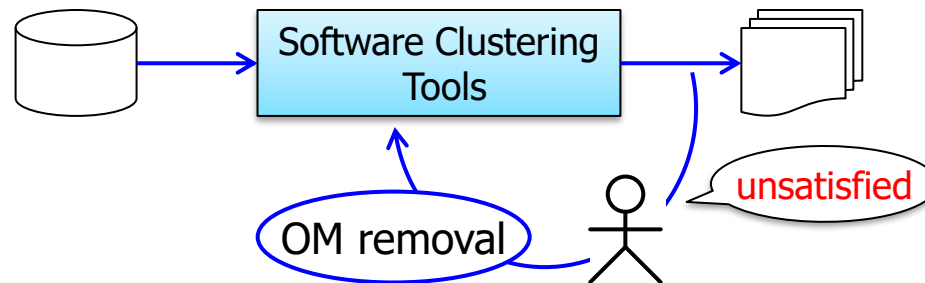 Software Clustering
Tools
unsatisfied
OM removal